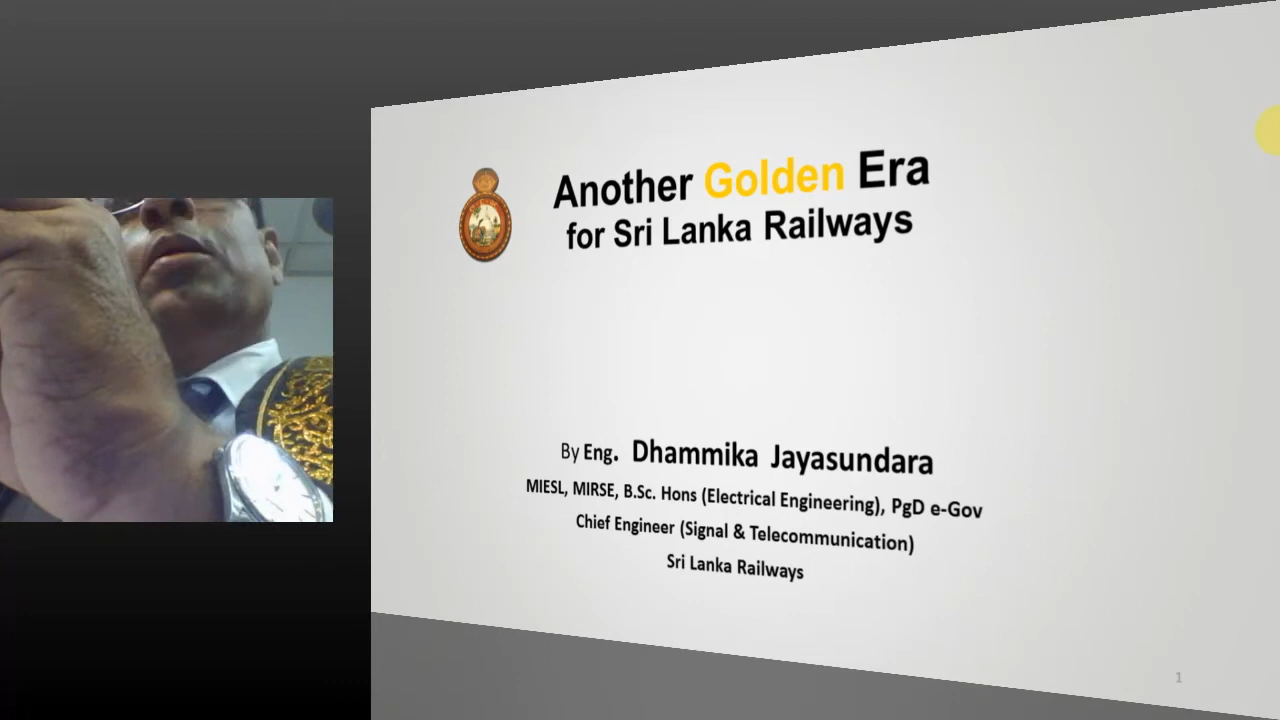 Another Golden Era
for Sri Lanka Railways
By Eng. Dhammika Jayasundara
MIESL, MIRSE, B.Sc. Hons (Electrical Engineering), PgD e-Gov
Chief Engineer (Signal & Telecommunication)
Sri Lanka Railways
1